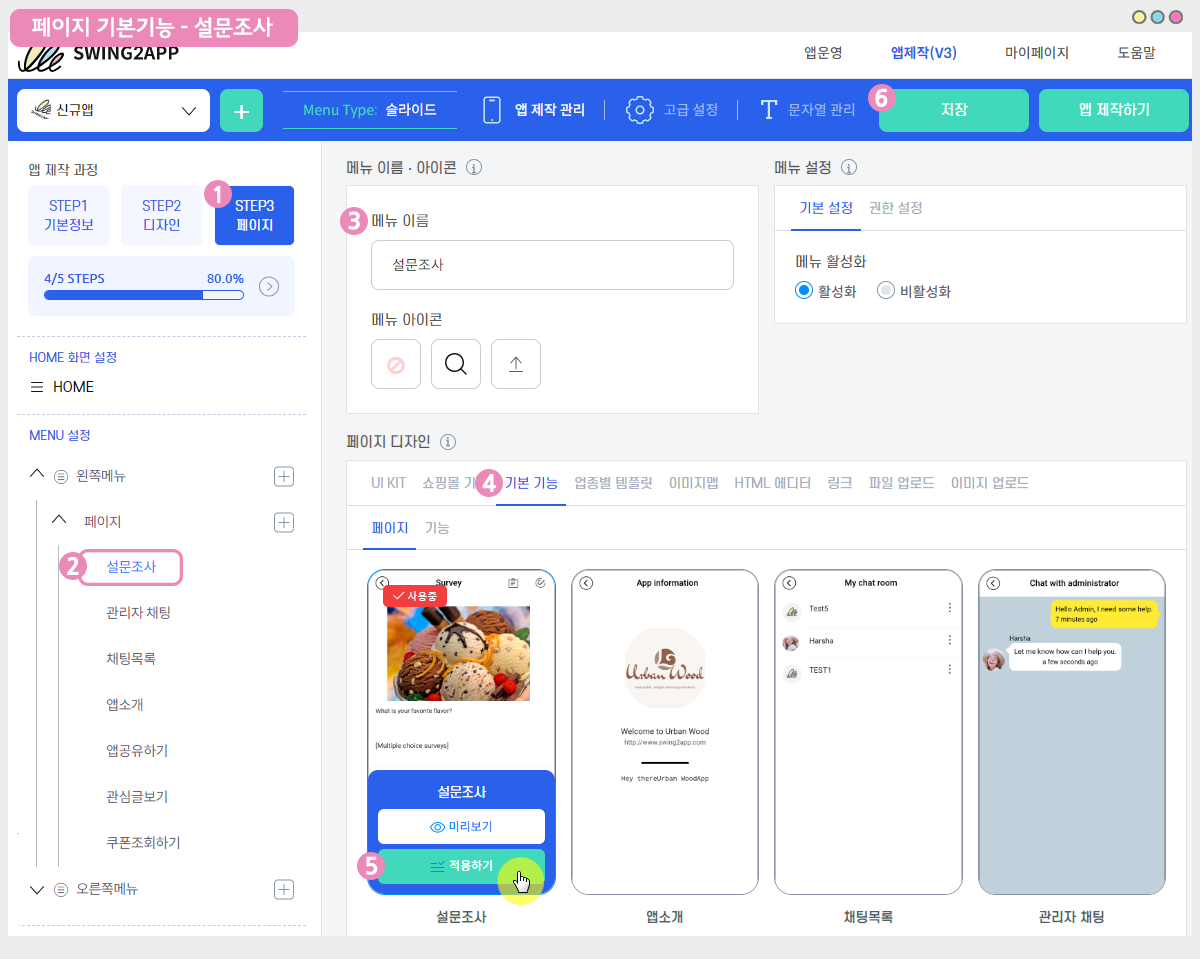 페이지 기본기능 - 설문조사
SWING2APP
앱운영
앱제작(V3)
마이페이지
도움말
신규앱
+
Menu Type: 슬라이드
앱 제작 관리
고급 설정
문자열 관리
6
저장
앱 제작하기
앱 제작 과정
1
STEP1
기본정보
STEP2
디자인
STEP3
페이지
4/5 STEPS
80.0%
HOME 화면 설정
HOME
MENU 설정
왼쪽메뉴
페이지
2
설문조사
관리자 채팅
채팅목록
앱소개
앱공유하기
관심글보기
쿠폰조회하기
오른쪽메뉴
메뉴 이름 · 아이콘
3
메뉴 이름
설문조사
메뉴 아이콘
메뉴 설정
기본 설정
권한 설정
메뉴 활성화
활성화
비활성화
페이지 디자인
UI KIT
쇼핑몰 기
4
기본 기능
업종별 템플릿
이미지맵
HTML 에디터
링크
파일 업로드
이미지 업로드
페이지
기능
Survey
사용중
What is your favorite flavor?
[Multiple choice surveys]
설문조사
미리보기
5
적용하기
설문조사
App information
Urban Wood
Welcome to Urban Wood
http://www.swing2app.com
Hey thereUrban WoodApp
앱소개
My chat room
Test5
Harsha
TEST1
채팅목록
Chat with administrator
Hello Admin, I need some help.
7 minutes ago
Harsha
Let me know how can I help you.
a few seconds ago
관리자 채팅